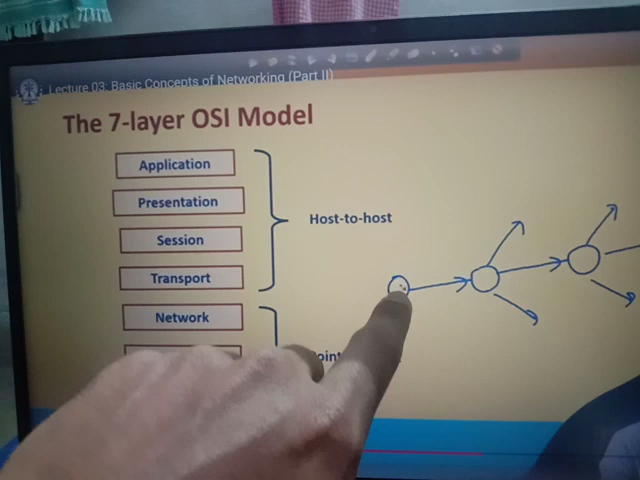 Lecture 03: Basic Concepts of Networking (Part II)
The 7-layer OSI Model
Application
Presentation
Session
Transport
Host-to-host
Network